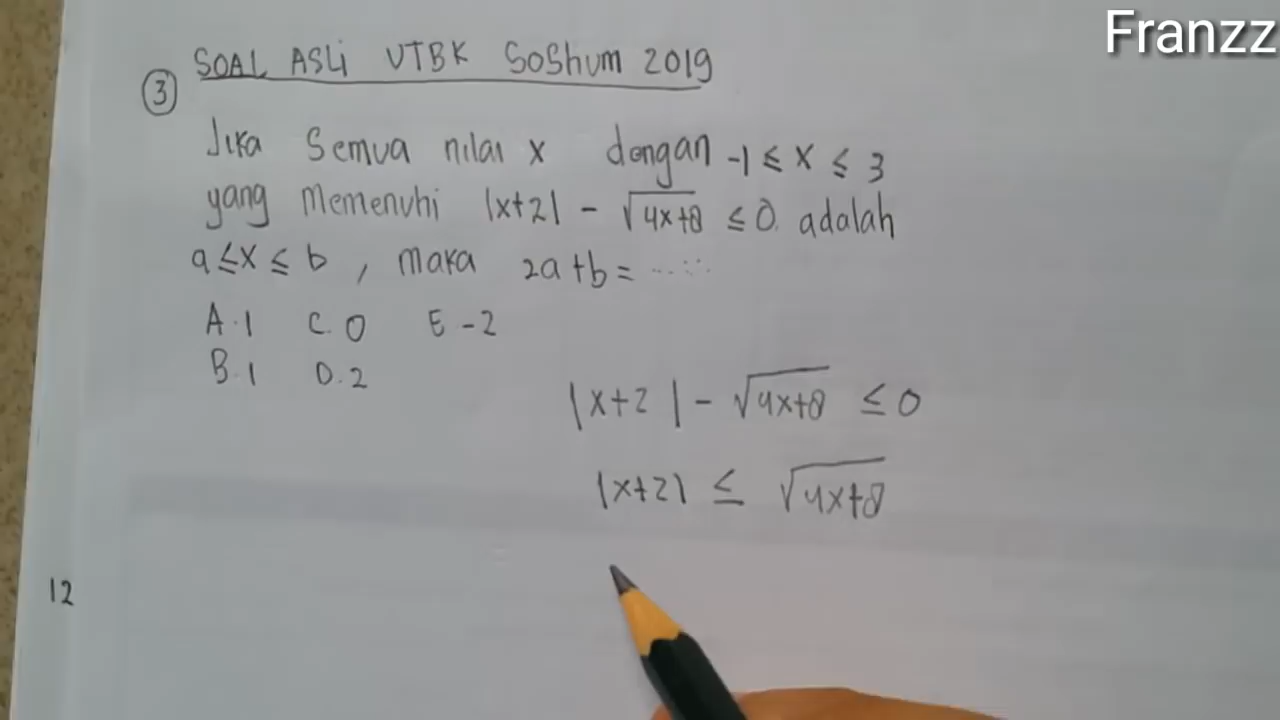 Franzz
SOAL ASLi UTBK SoShum 2019
③
Jika Semua nilai x dengan -1 ≤ x ≤ 3
yang memenuhi |x+2| - √4x+8 ≤ 0 adalah
a ≤ x ≤ b , maka 2a+b = ......
A. 1 C. 0 E -2
B. 1 D. 2
|x+2| - √4x+8 ≤ 0
|x+2| ≤ √4x+8
12